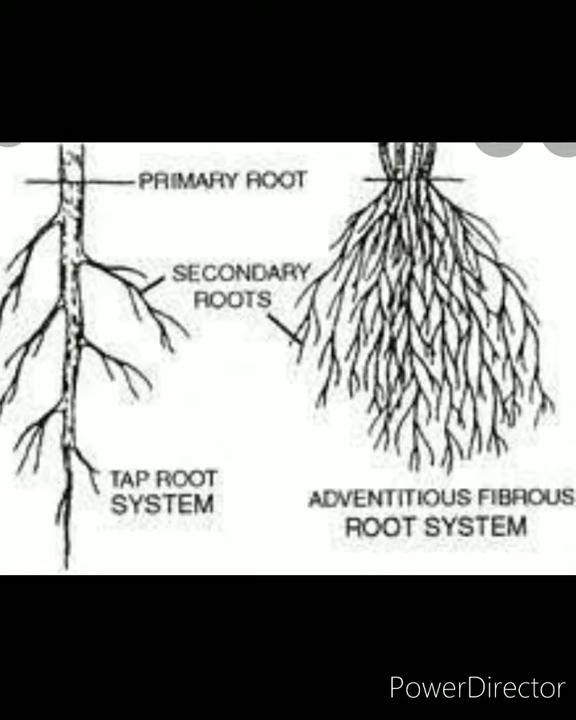 PRIMARY ROOT
SECONDARY
ROOTS
TAP ROOT
SYSTEM
ADVENTITIOUS FIBROUS
ROOT SYSTEM
PowerDirector